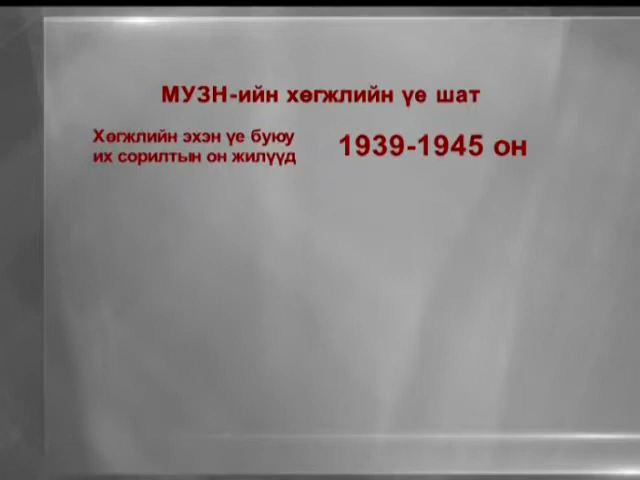 МУЗН-ийн хөгжлийн үе шат
Хөгжлийн эхэн үе буюу
их сорилтын он жилүүд
1939-1945 он